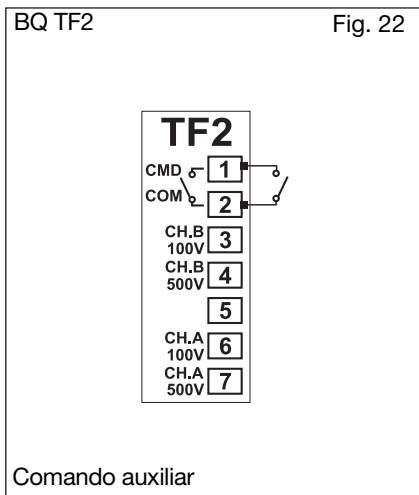 BQ TF2 Fig. 22
TF2
CMD 1
COM 2
CH.B
100V 3
CH.B
500V 4
5
CH.A
100V 6
CH.A
500V 7
Comando auxiliar